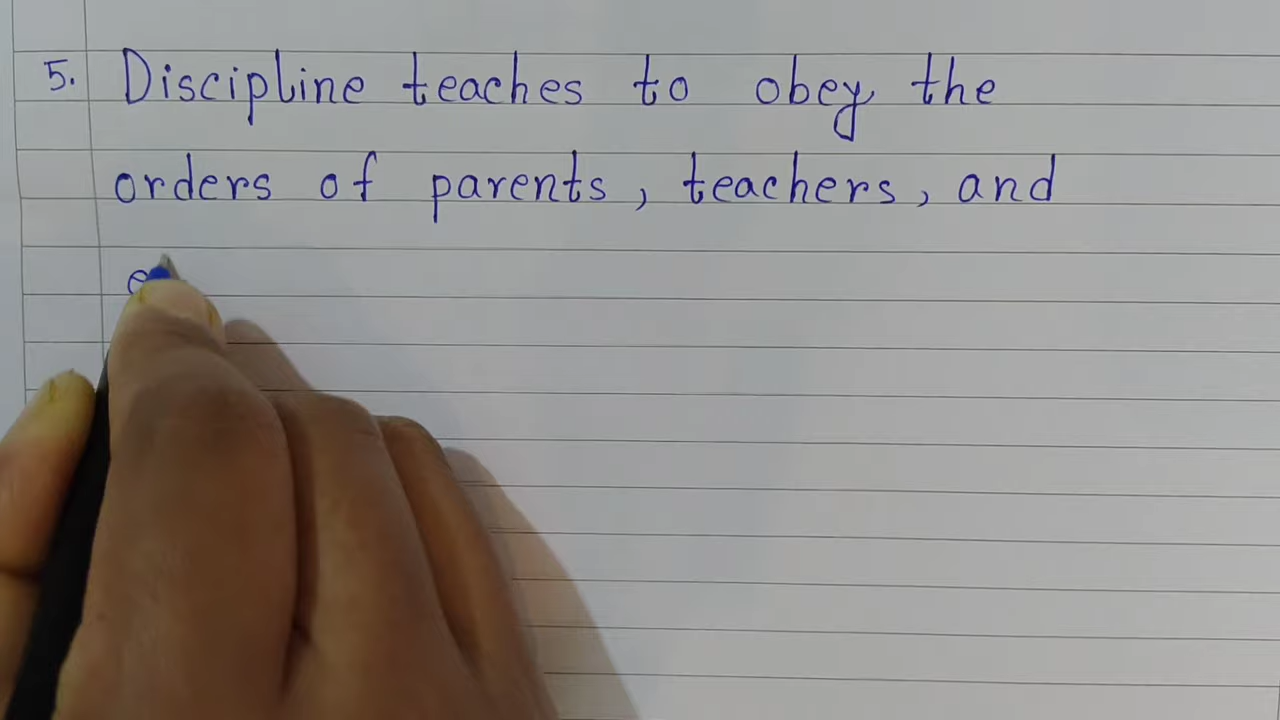 5. Discipline teaches to obey the
orders of parents, teachers, and